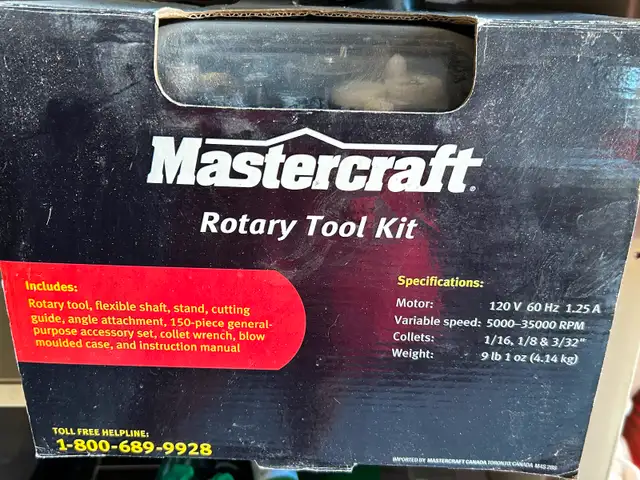 Mastercraft®
Rotary Tool Kit
Includes:
Rotary tool, flexible shaft, stand, cutting
guide, angle attachment, 150-piece general-
purpose accessory set, collet wrench, blow
moulded case, and instruction manual
Specifications:
Motor: 120 V 60 Hz 1.25 A
Variable speed: 5000–35000 RPM
Collets: 1/16, 1/8 & 3/32"
Weight: 9 lb 1 oz (4.14 kg)
TOLL FREE HELPLINE:
1-800-689-9928
IMPORTED BY MASTERCRAFT CANADA TORONTO, CANADA M4S 2B8